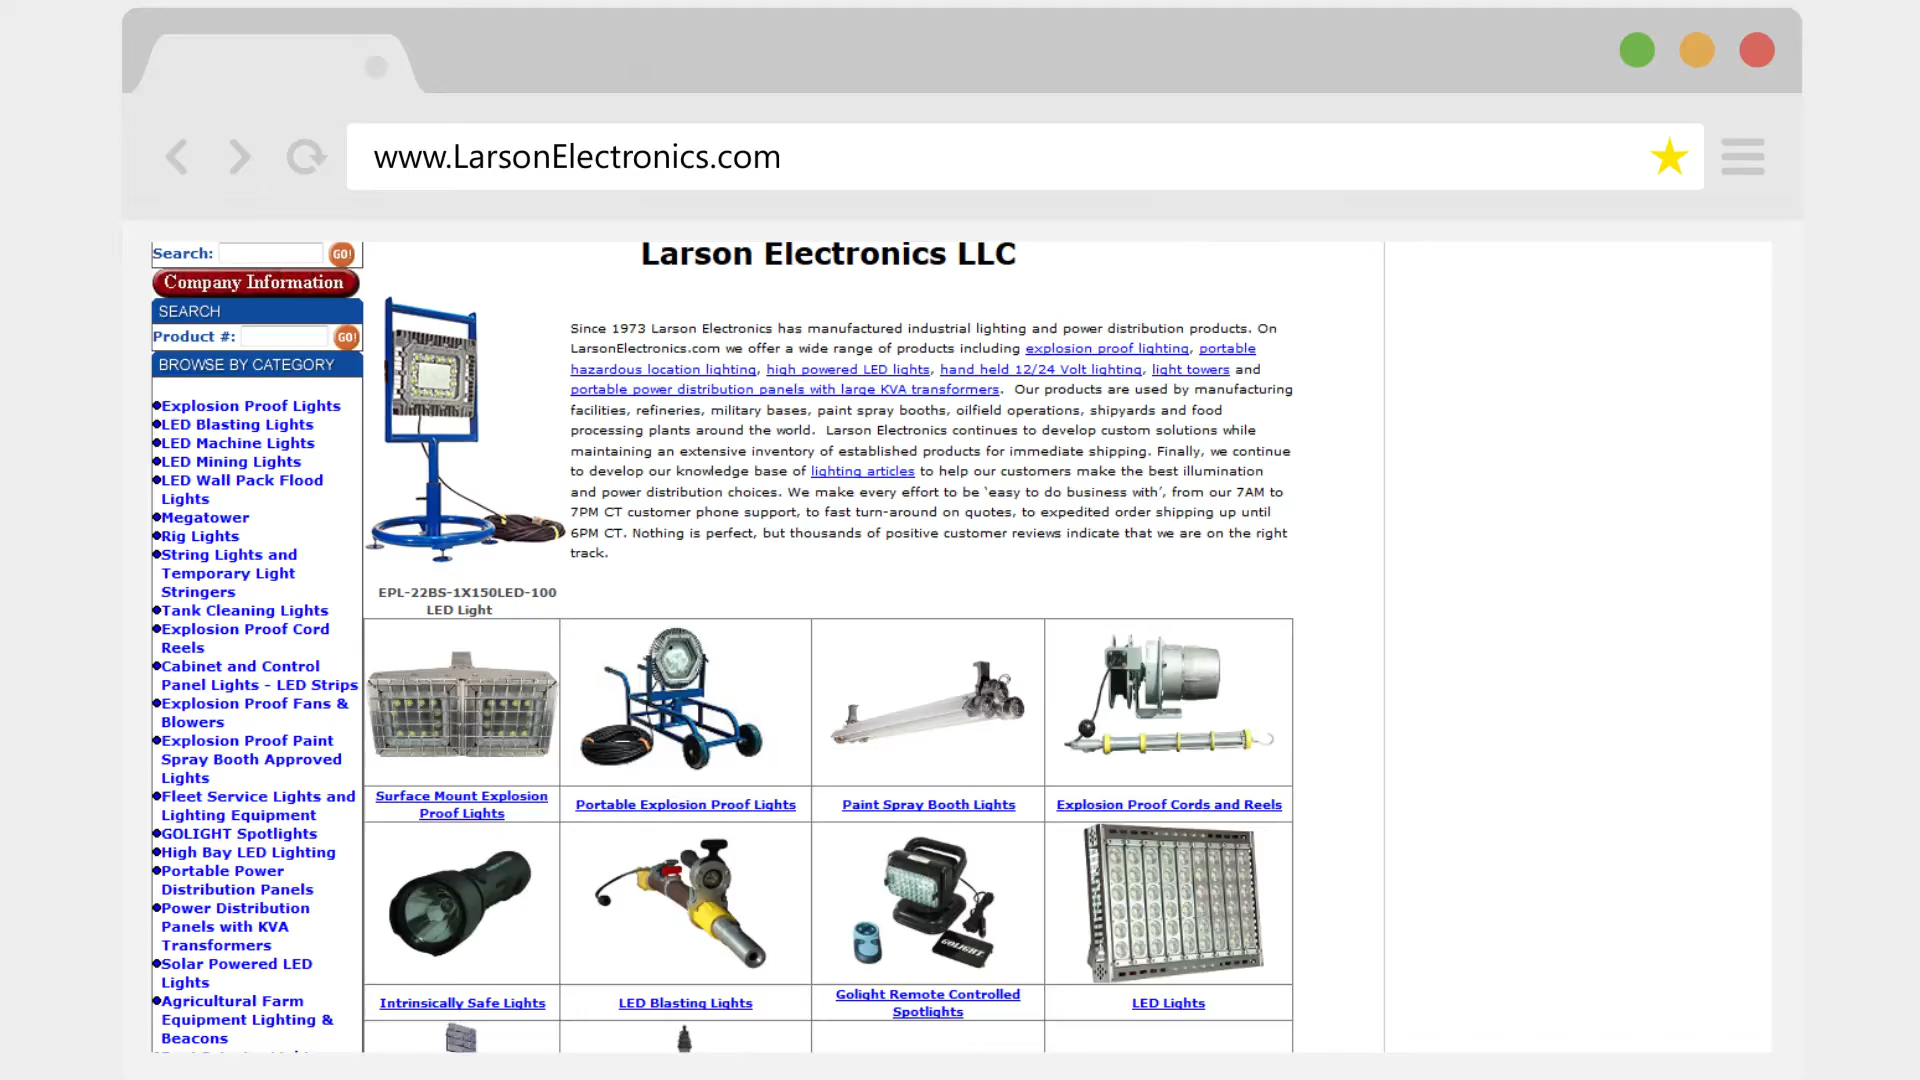 www.LarsonElectronics.com
Search:
GO!
Company Information
SEARCH
Product #:
GO!
BROWSE BY CATEGORY
Explosion Proof Lights
LED Blasting Lights
LED Machine Lights
LED Mining Lights
LED Wall Pack Flood
Lights
Megatower
Rig Lights
String Lights and
Temporary Light
Stringers
Tank Cleaning Lights
Explosion Proof Cord
Reels
Cabinet and Control
Panel Lights - LED Strips
Explosion Proof Fans &
Blowers
Explosion Proof Paint
Spray Booth Approved
Lights
Fleet Service Lights and
Lighting Equipment
GOLIGHT Spotlights
High Bay LED Lighting
Portable Power
Distribution Panels
Power Distribution
Panels with KVA
Transformers
Solar Powered LED
Lights
Agricultural Farm
Equipment Lighting &
Beacons
Larson Electronics LLC
Since 1973 Larson Electronics has manufactured industrial lighting and power distribution products. On
LarsonElectronics.com we offer a wide range of products including explosion proof lighting, portable
hazardous location lighting, high powered LED lights, hand held 12/24 Volt lighting, light towers and
portable power distribution panels with large KVA transformers. Our products are used by manufacturing
facilities, refineries, military bases, paint spray booths, oilfield operations, shipyards and food
processing plants around the world. Larson Electronics continues to develop custom solutions while
maintaining an extensive inventory of established products for immediate shipping. Finally, we continue
to develop our knowledge base of lighting articles to help our customers make the best illumination
and power distribution choices. We make every effort to be ‘easy to do business with’, from our 7AM to
7PM CT customer phone support, to fast turn-around on quotes, to expedited order shipping up until
6PM CT. Nothing is perfect, but thousands of positive customer reviews indicate that we are on the right
track.
EPL-22BS-1X150LED-100
LED Light
Surface Mount Explosion
Proof Lights
Portable Explosion Proof Lights
Paint Spray Booth Lights
Explosion Proof Cords and Reels
GOLIGHT
Intrinsically Safe Lights
LED Blasting Lights
Golight Remote Controlled
Spotlights
LED Lights